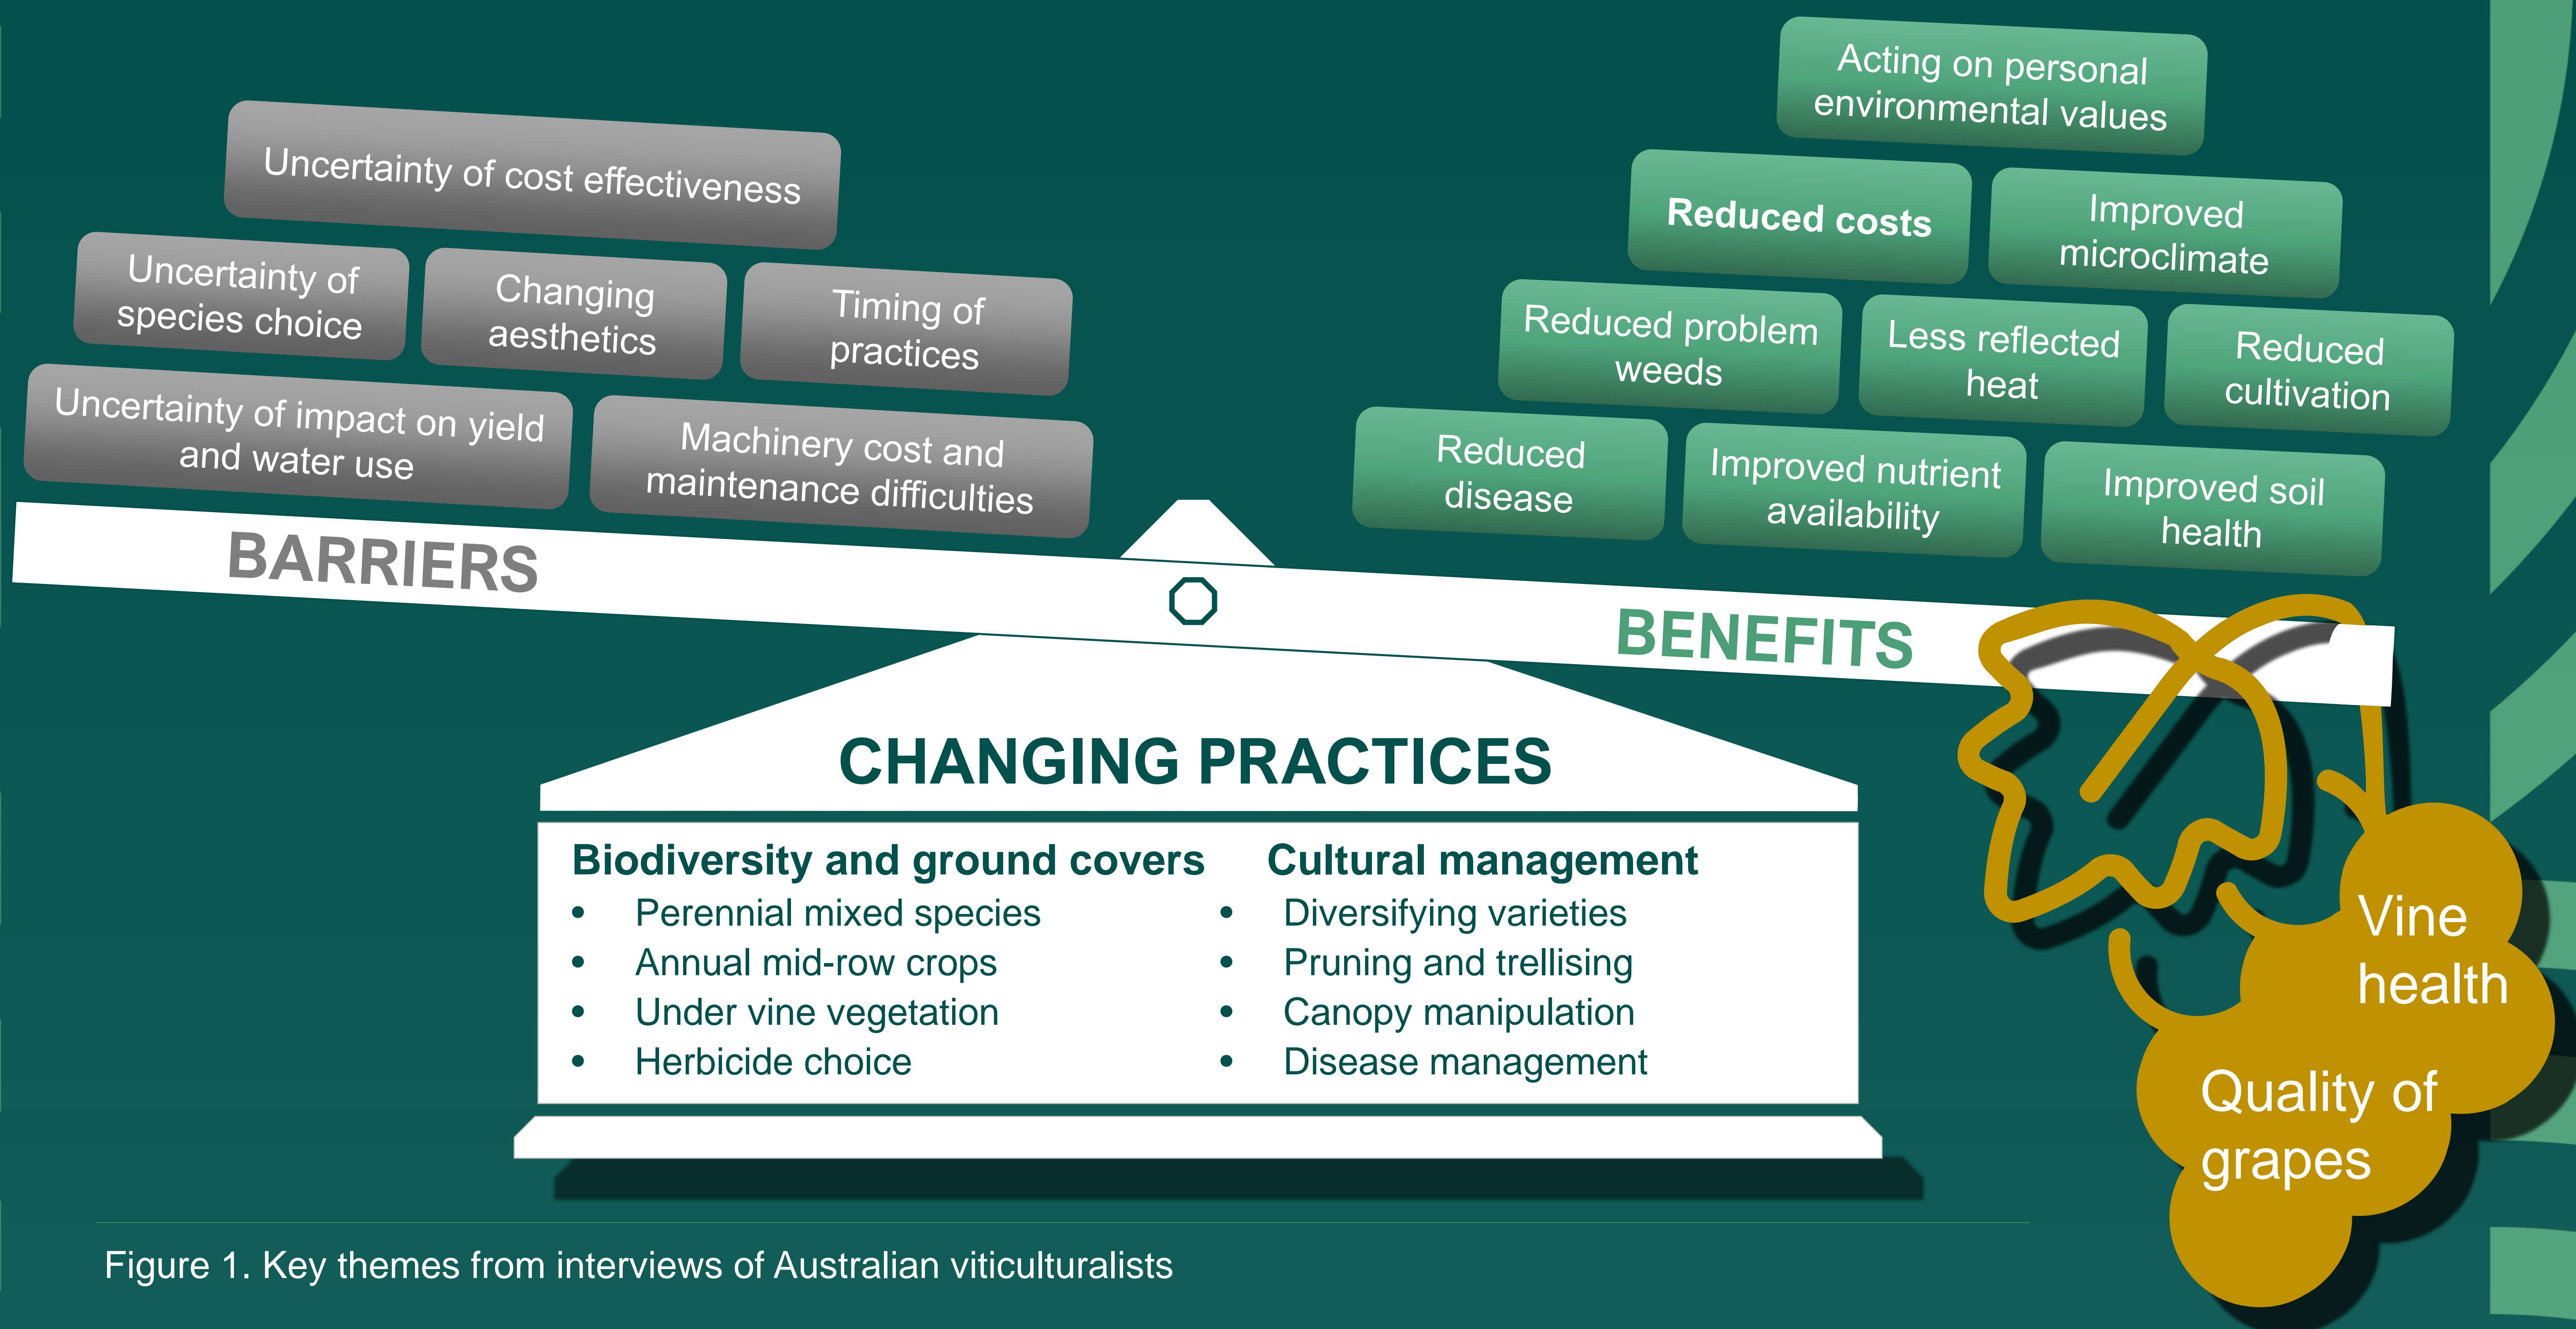 Uncertainty of cost effectiveness
Uncertainty of
species choice
Changing
aesthetics
Timing of
practices
Uncertainty of impact on yield
and water use
Machinery cost and
maintenance difficulties
BARRIERS
Acting on personal
environmental values
Reduced costs
Improved
microclimate
Reduced problem
weeds
Less reflected
heat
Reduced
cultivation
Reduced
disease
Improved nutrient
availability
Improved soil
health
BENEFITS
CHANGING PRACTICES
Biodiversity and ground covers
• Perennial mixed species
• Annual mid-row crops
• Under vine vegetation
• Herbicide choice
Cultural management
• Diversifying varieties
• Pruning and trellising
• Canopy manipulation
• Disease management
Vine
health
Quality of
grapes
Figure 1. Key themes from interviews of Australian viticulturalists